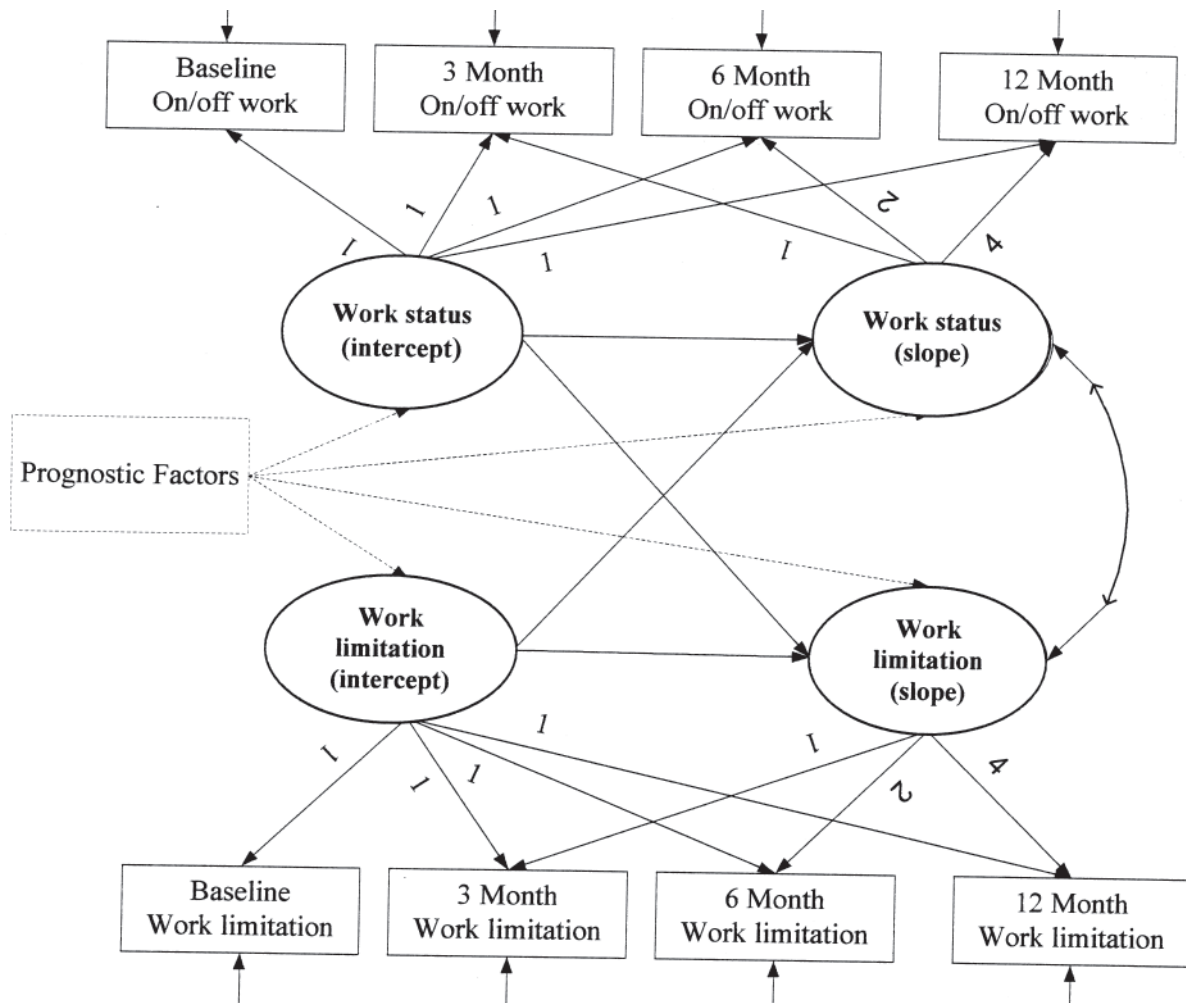 Baseline
On/off work
3 Month
On/off work
6 Month
On/off work
12 Month
On/off work
1
1
1
1
1
2
4
Work status
(intercept)
Work status
(slope)
Prognostic Factors
Work
limitation
(intercept)
Work
limitation
(slope)
1
1
1
1
1
2
4
Baseline
Work limitation
3 Month
Work limitation
6 Month
Work limitation
12 Month
Work limitation